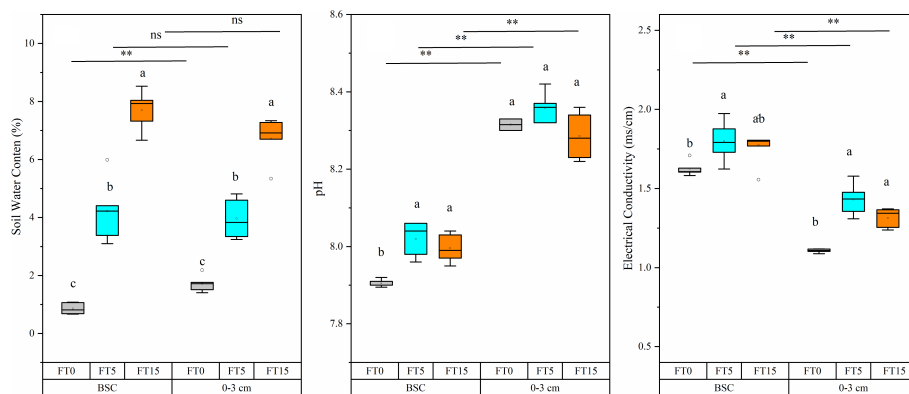 ns
ns
**
a
a
b
b
c
c
10
8
6
4
2
0
Soil Water Conten (%)
FT0 FT5 FT15 FT0 FT5 FT15
BSC 0-3 cm
**
**
**
a
a
a
a
a
b
8.6
8.4
8.2
8.0
7.8
pH
FT0 FT5 FT15 FT0 FT5 FT15
BSC 0-3 cm
**
**
**
a
ab
b
a
a
b
2.5
2.0
1.5
1.0
0.5
Electrical Conductivity (ms/cm)
FT0 FT5 FT15 FT0 FT5 FT15
BSC 0-3 cm